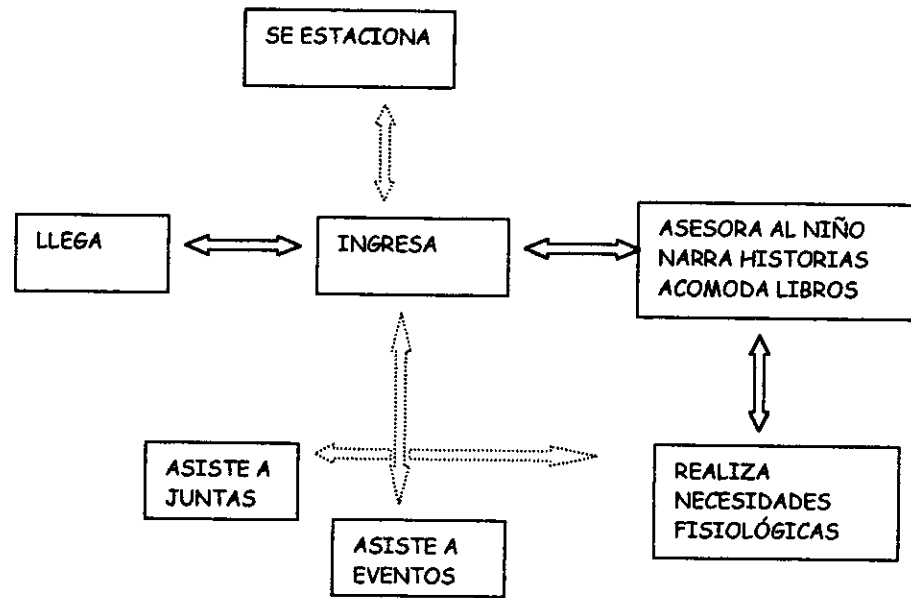 SE ESTACIONA
LLEGA
INGRESA
ASESORA AL NIÑO
NARRA HISTORIAS
ACOMODA LIBROS
ASISTE A
JUNTAS
REALIZA
NECESIDADES
FISIOLÓGICAS
ASISTE A
EVENTOS